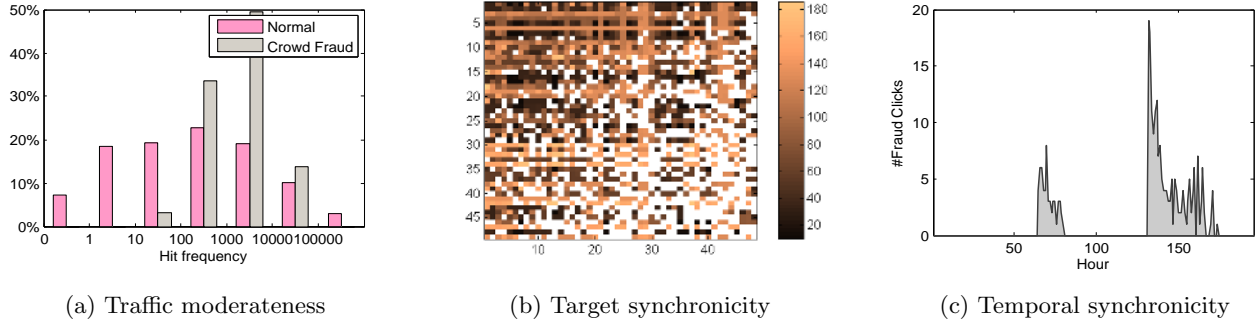 50%
40%
30%
20%
10%
0%
Normal
Crowd Fraud
0 1 10 100 1000 10000 100000
Hit frequency
(a) Traffic moderateness
5
10
15
20
25
30
35
40
45
10 20 30 40
180
160
140
120
100
80
60
40
20
(b) Target synchronicity
20
15
10
5
0
#Fraud Clicks
50 100 150
Hour
(c) Temporal synchronicity